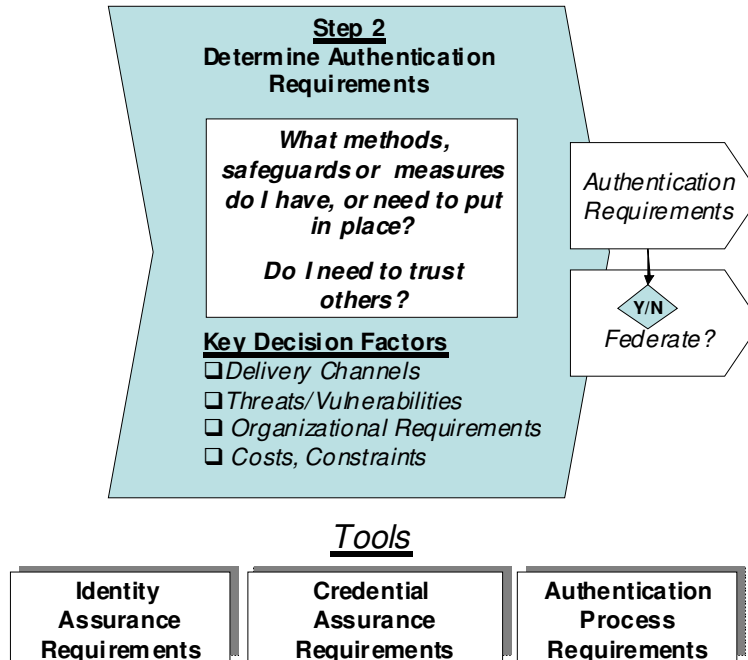 Step 2
Determine Authentication
Requirements
What methods,
safeguards or measures
do I have, or need to put
in place?
Do I need to trust
others?
Key Decision Factors
❑Delivery Channels
❑Threats/Vulnerabilities
❑ Organizational Requirements
❑ Costs, Constraints
Authentication
Requirements
Y/N
Federate?
Tools
Identity
Assurance
Requirements
Credential
Assurance
Requirements
Authentication
Process
Requirements